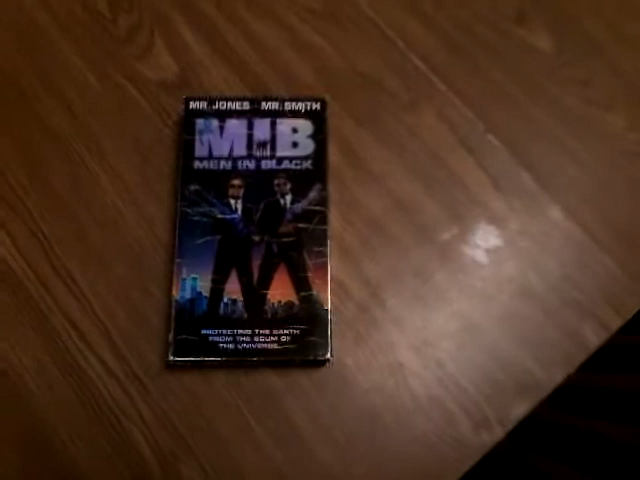 MR. JONES MR. SMITH
MIB
MEN IN BLACK
PROTECTING THE EARTH
FROM THE SCUM OF
THE UNIVERSE.